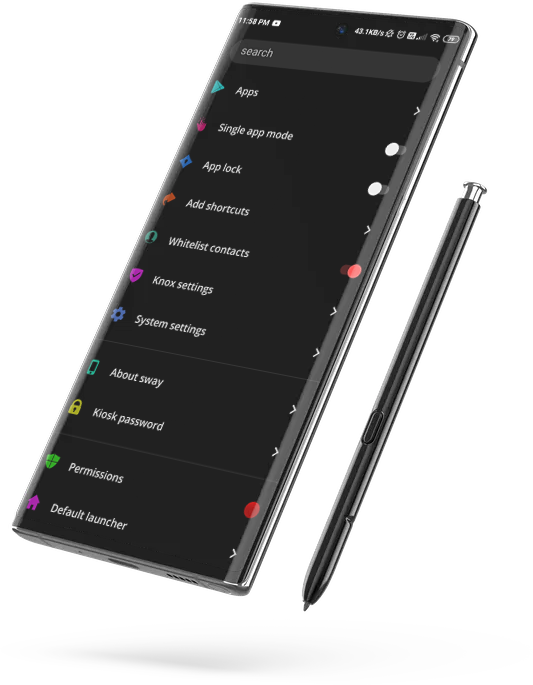 11:58 PM
43.1KB/s
search
Apps
Single app mode
App lock
Add shortcuts
Whitelist contacts
Knox settings
System settings
About sway
Kiosk password
Permissions
Default launcher